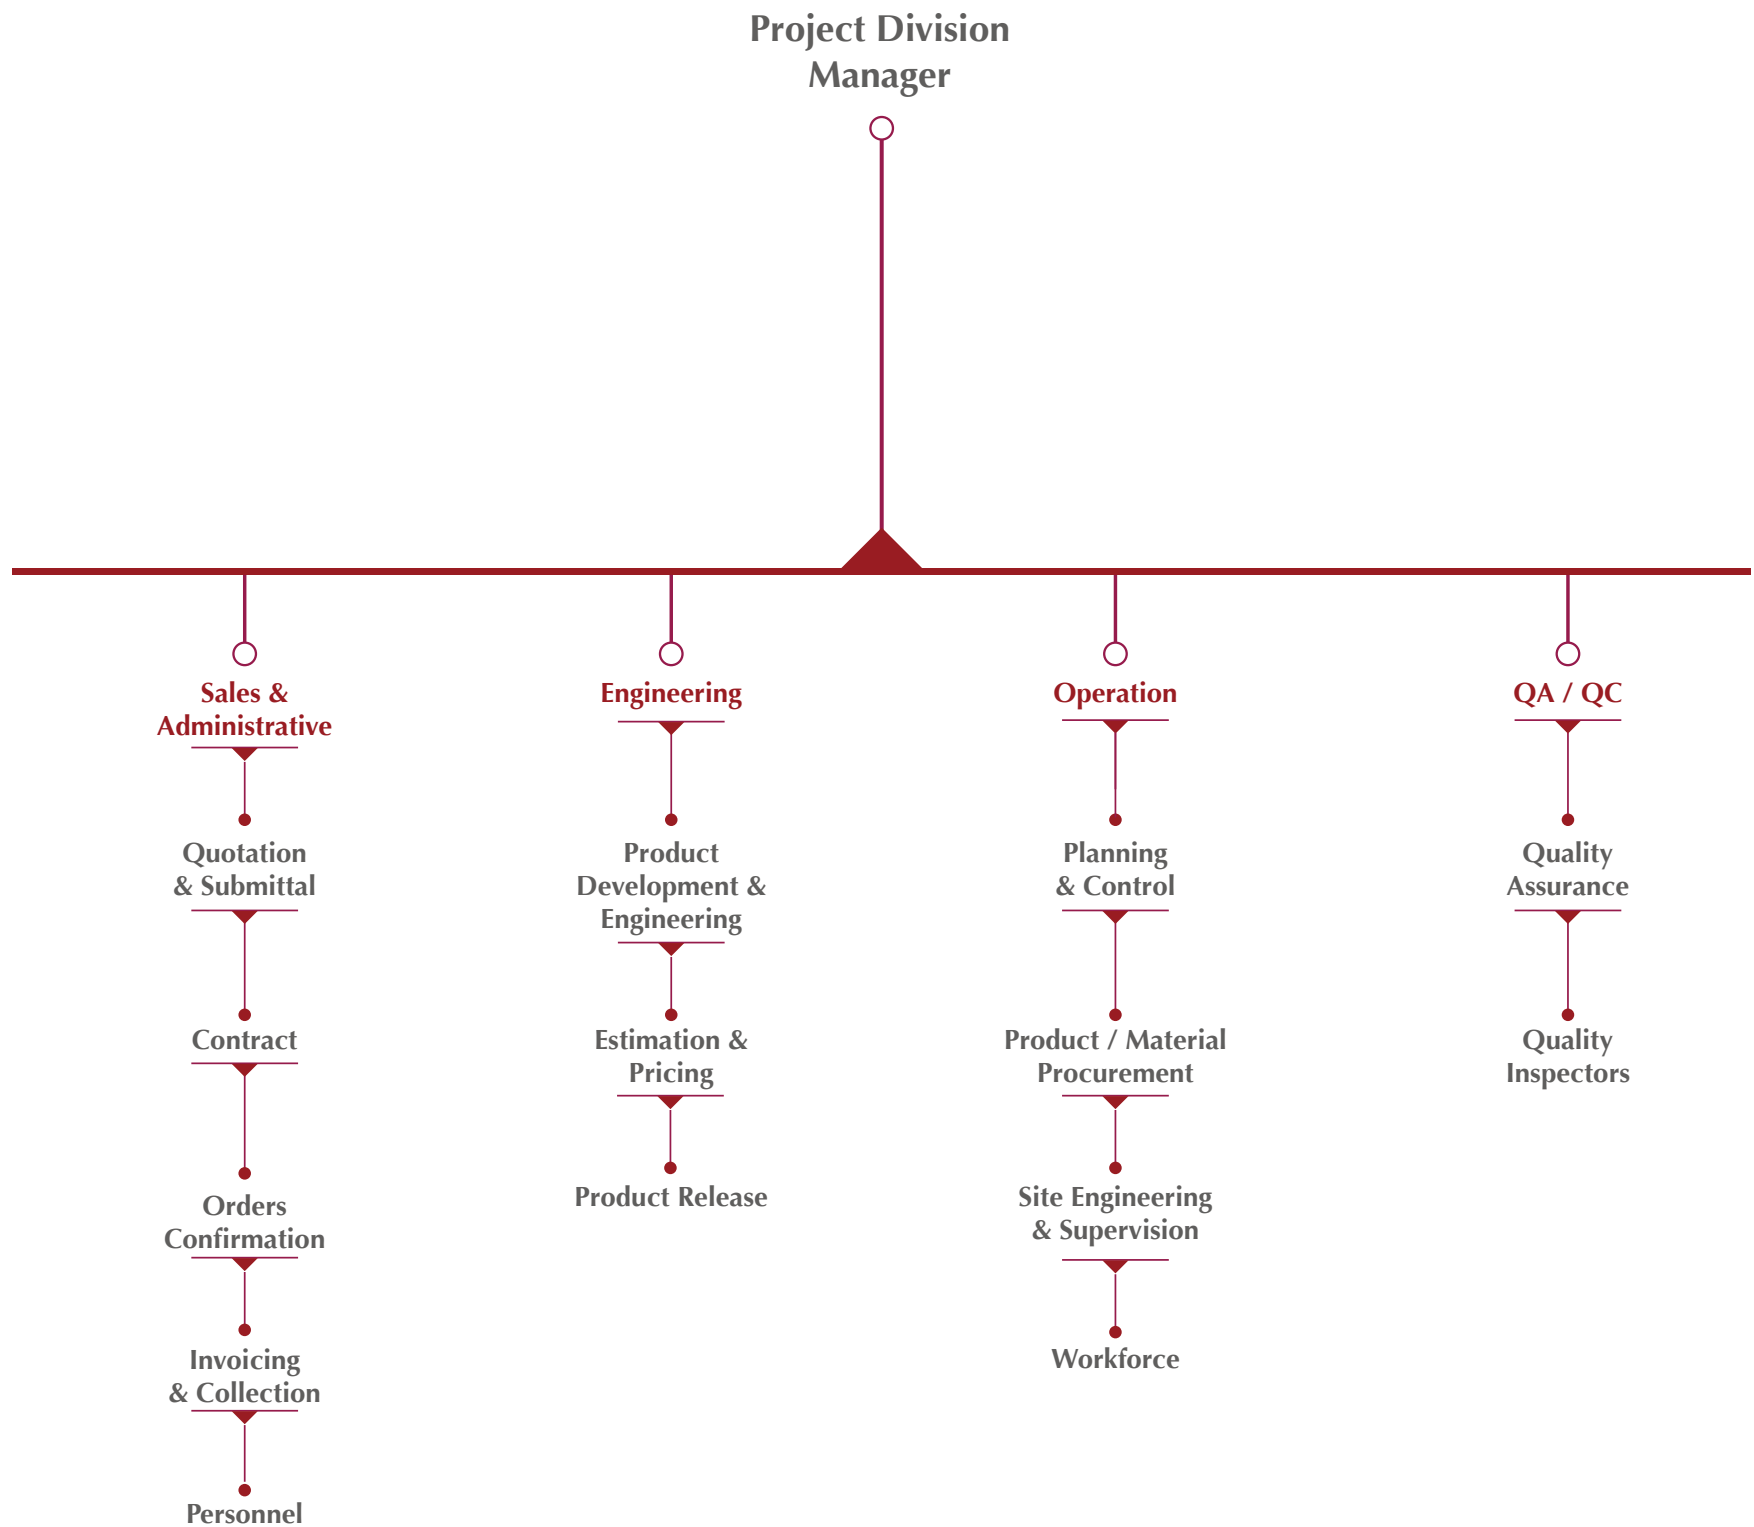 Project Division
Manager
Sales &
Administrative
Quotation
& Submittal
Contract
Orders
Confirmation
Invoicing
& Collection
Personnel
Engineering
Product
Development &
Engineering
Estimation &
Pricing
Product Release
Operation
Planning
& Control
Product / Material
Procurement
Site Engineering
& Supervision
Workforce
QA / QC
Quality
Assurance
Quality
Inspectors